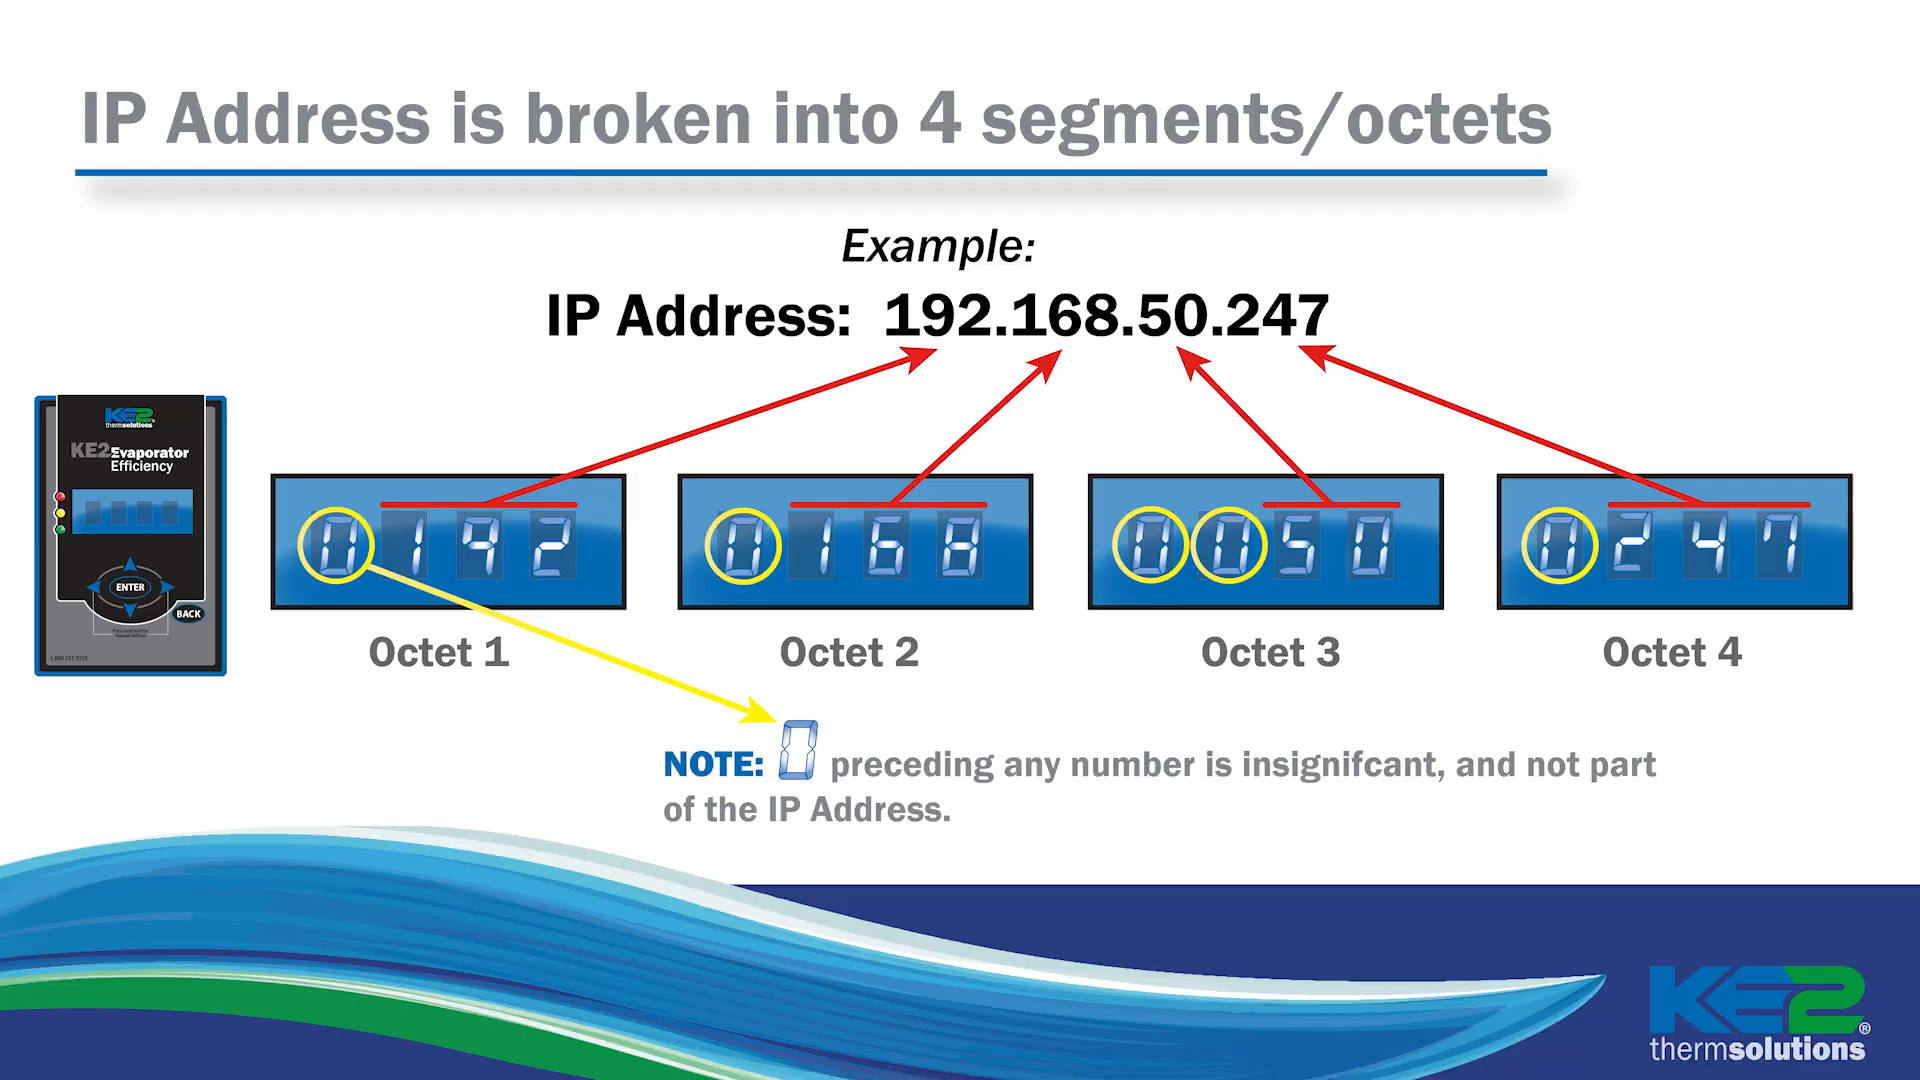 IP Address is broken into 4 segments/octets
Example:
IP Address: 192.168.50.247
KE2
thermsolutions
KE2 Evaporator
Efficiency
ENTER
BACK
0192
0168
0050
0247
Octet 1
Octet 2
Octet 3
Octet 4
NOTE: 0 preceding any number is insignifcant, and not part
of the IP Address.
KE2®
thermsolutions